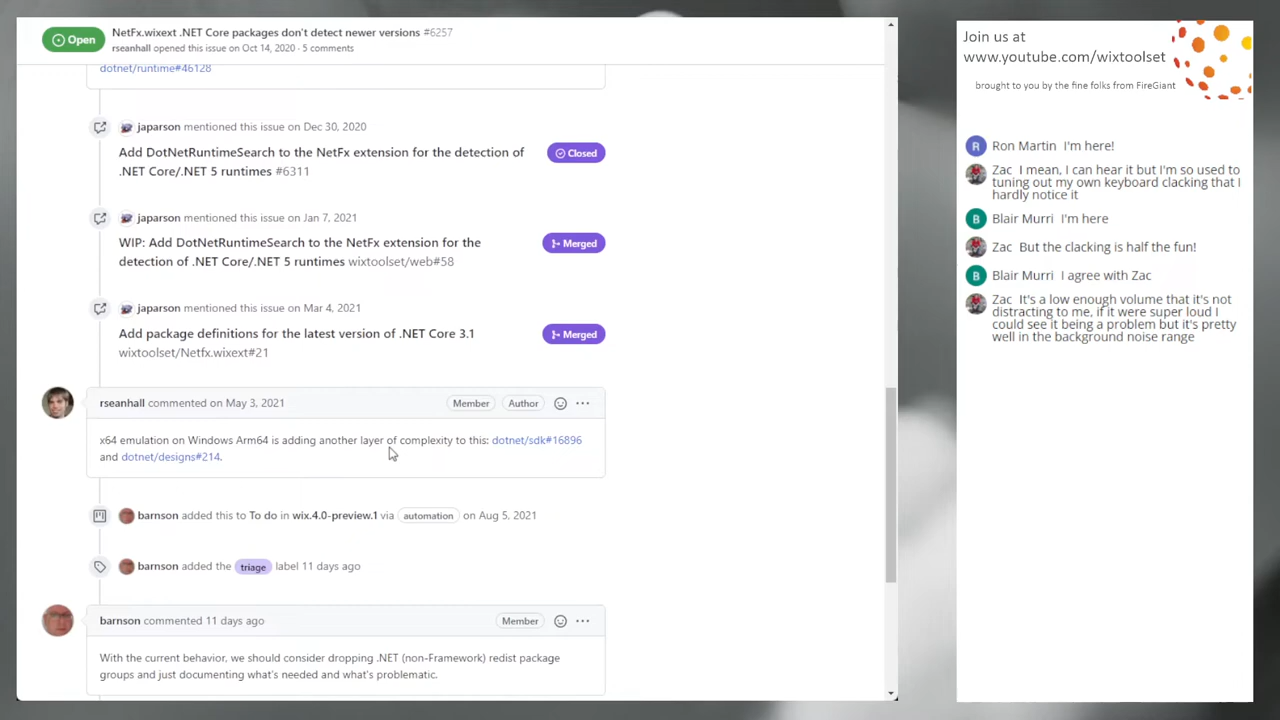 Open
NetFx.wixext .NET Core packages don't detect newer versions #6257
rseanhall opened this issue on Oct 14, 2020 · 5 comments
dotnet/runtime#46128
japarson mentioned this issue on Dec 30, 2020
Add DotNetRuntimeSearch to the NetFx extension for the detection
of .NET Core/.NET 5 runtimes #6311
Closed
japarson mentioned this issue on Jan 7, 2021
WIP: Add DotNetRuntimeSearch to the NetFx extension for the
detection of .NET Core/.NET 5 runtimes wixtoolset/web#58
Merged
japarson mentioned this issue on Mar 4, 2021
Add package definitions for the latest version of .NET Core 3.1
wixtoolset/Netfx.wixext#21
Merged
rseanhall commented on May 3, 2021
Member
Author
x64 emulation on Windows Arm64 is adding another layer of complexity to this: dotnet/sdk#16896
and dotnet/designs#214.
barnson added this to To do in wix.4.0-preview.1 via automation on Aug 5, 2021
barnson added the triage label 11 days ago
barnson commented 11 days ago
Member
With the current behavior, we should consider dropping .NET (non-Framework) redist package
groups and just documenting what's needed and what's problematic.
Join us at
www.youtube.com/wixtoolset
brought to you by the fine folks from FireGiant
R Ron Martin I'm here!
Zac I mean, I can hear it but I'm so used to
tuning out my own keyboard clacking that I
hardly notice it
B Blair Murri I'm here
Zac But the clacking is half the fun!
B Blair Murri I agree with Zac
Zac It's a low enough volume that it's not
distracting to me, if it were super loud I
could see it being a problem but it's pretty
well in the background noise range